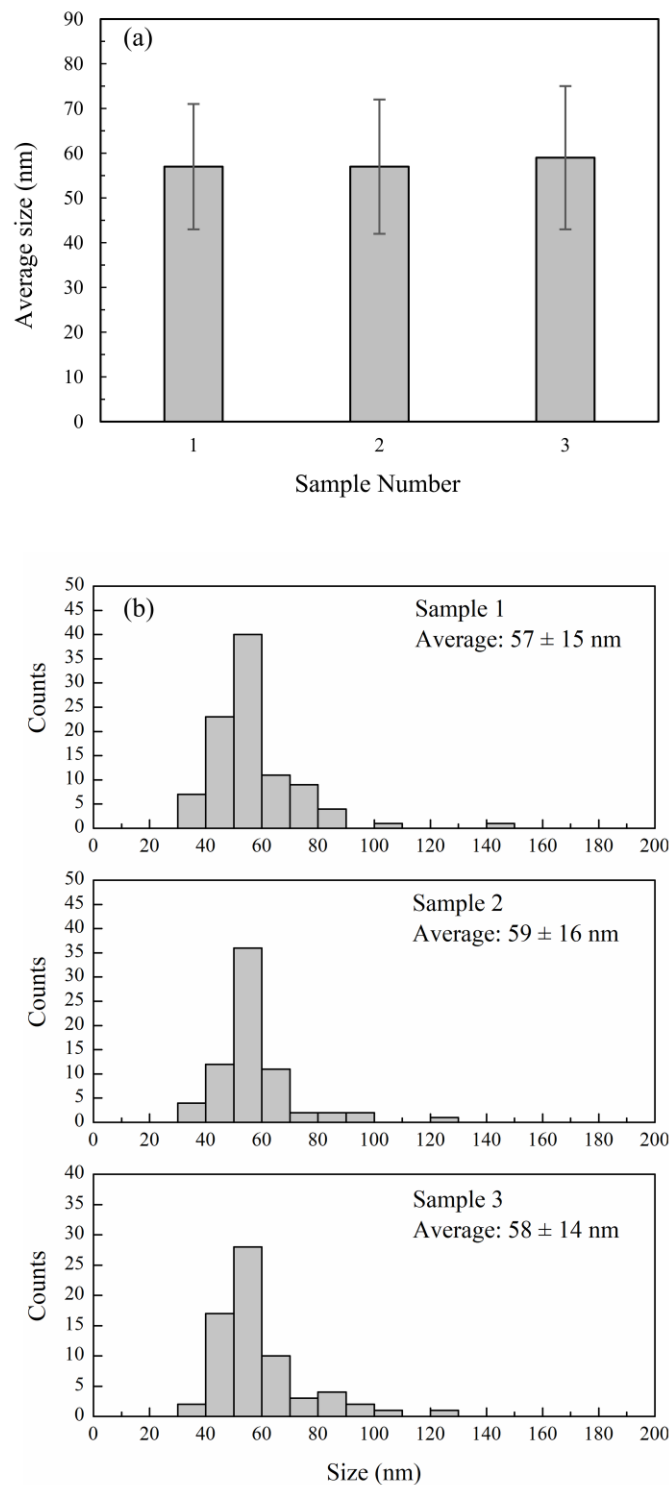 (a)
Average size (nm)
90
80
70
60
50
40
30
20
10
0
1 2 3
Sample Number
(b)
Sample 1
Average: 57 ± 15 nm
Counts
50
45
40
35
30
25
20
15
10
5
0
0 20 40 60 80 100 120 140 160 180 200
Sample 2
Average: 59 ± 16 nm
Counts
50
45
40
35
30
25
20
15
10
5
0
0 20 40 60 80 100 120 140 160 180 200
Sample 3
Average: 58 ± 14 nm
Counts
40
35
30
25
20
15
10
5
0
0 20 40 60 80 100 120 140 160 180 200
Size (nm)